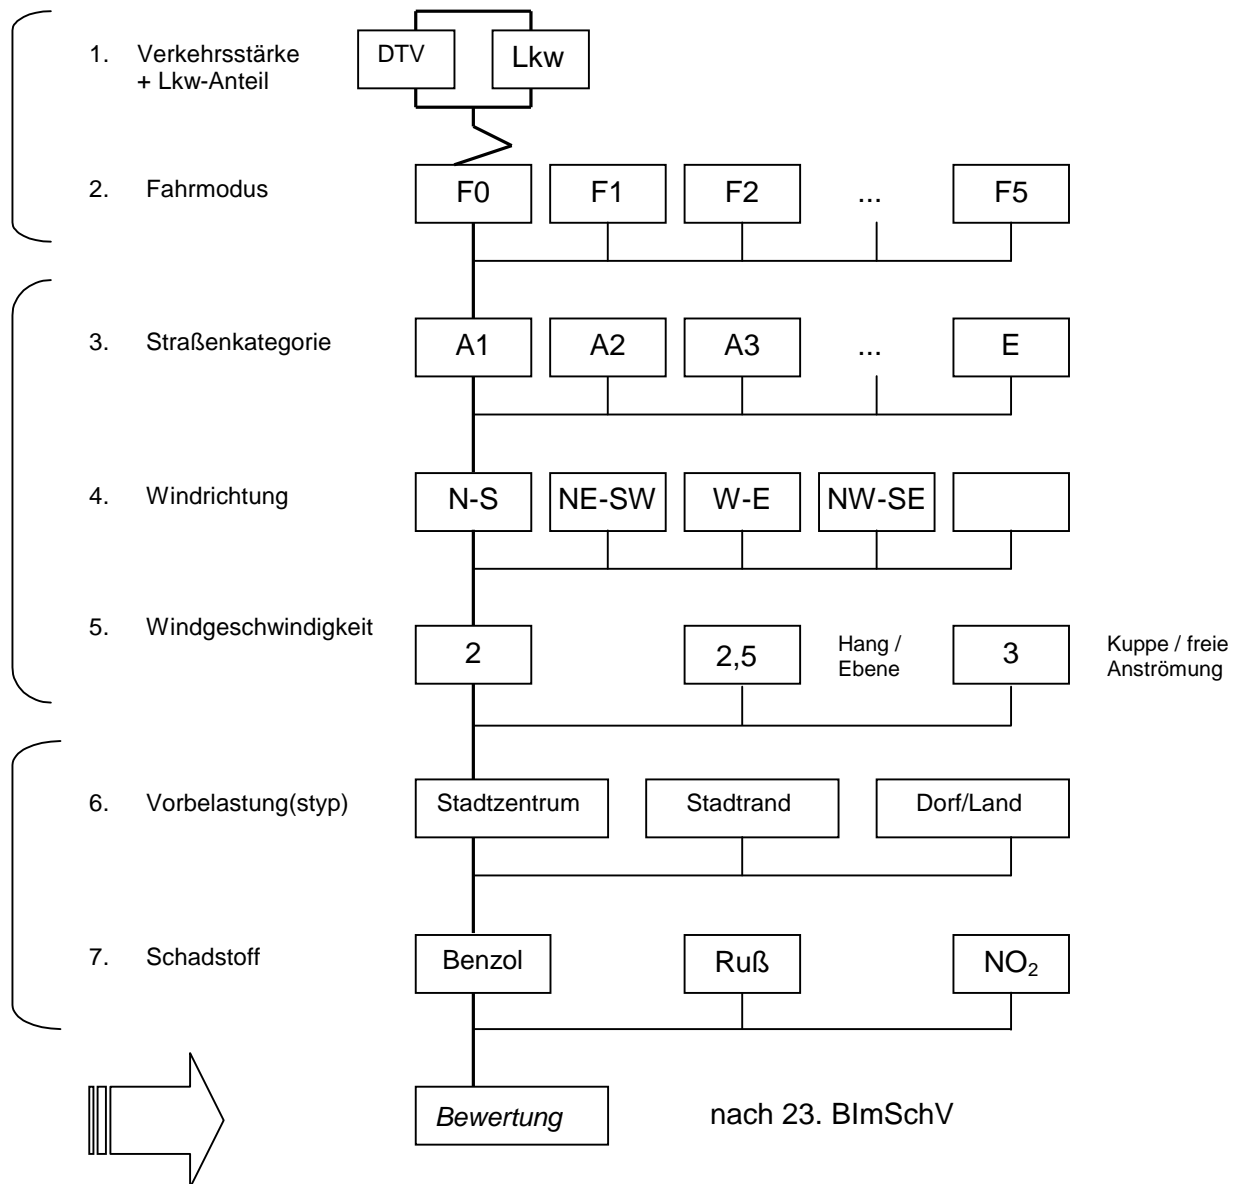 1. Verkehrsstärke
+ Lkw-Anteil
DTV Lkw
2. Fahrmodus F0 F1 F2 ... F5
3. Straßenkategorie A1 A2 A3 ... E
4. Windrichtung N-S NE-SW W-E NW-SE
5. Windgeschwindigkeit 2 2,5 Hang /
Ebene 3 Kuppe / freie
Anströmung
6. Vorbelastung(styp) Stadtzentrum Stadtrand Dorf/Land
7. Schadstoff Benzol Ruß NO₂
Bewertung nach 23. BImSchV